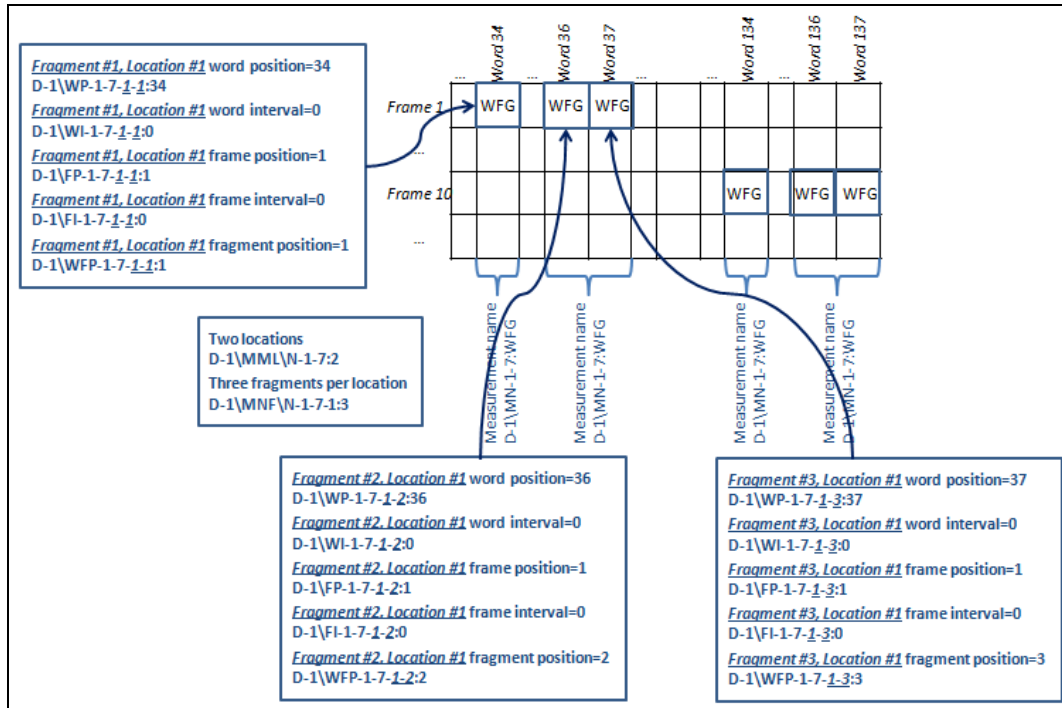 ... Word 34 ... Word 36 Word 37 ... ... Word 134 ... Word 136 Word 137
Frame 1 WFG WFG WFG
...
Frame 10 WFG WFG WFG
...
Fragment #1, Location #1 word position=34
D-1\WP-1-7-1-1:34
Fragment #1, Location #1 word interval=0
D-1\WI-1-7-1-1:0
Fragment #1, Location #1 frame position=1
D-1\FP-1-7-1-1:1
Fragment #1, Location #1 frame interval=0
D-1\FI-1-7-1-1:0
Fragment #1, Location #1 fragment position=1
D-1\WFP-1-7-1-1:1
Two locations
D-1\MML\N-1-7:2
Three fragments per location
D-1\MNF\N-1-7-1:3
Measurement name
D-1\MN-1-7:WFG
Measurement name
D-1\MN-1-7:WFG
Measurement name
D-1\MN-1-7:WFG
Measurement name
D-1\MN-1-7:WFG
Fragment #2, Location #1 word position=36
D-1\WP-1-7-1-2:36
Fragment #2, Location #1 word interval=0
D-1\WI-1-7-1-2:0
Fragment #2, Location #1 frame position=1
D-1\FP-1-7-1-2:1
Fragment #2, Location #1 frame interval=0
D-1\FI-1-7-1-2:0
Fragment #2, Location #1 fragment position=2
D-1\WFP-1-7-1-2:2
Fragment #3, Location #1 word position=37
D-1\WP-1-7-1-3:37
Fragment #3, Location #1 word interval=0
D-1\WI-1-7-1-3:0
Fragment #3, Location #1 frame position=1
D-1\FP-1-7-1-3:1
Fragment #3, Location #1 frame interval=0
D-1\FI-1-7-1-3:0
Fragment #3, Location #1 fragment position=3
D-1\WFP-1-7-1-3:3